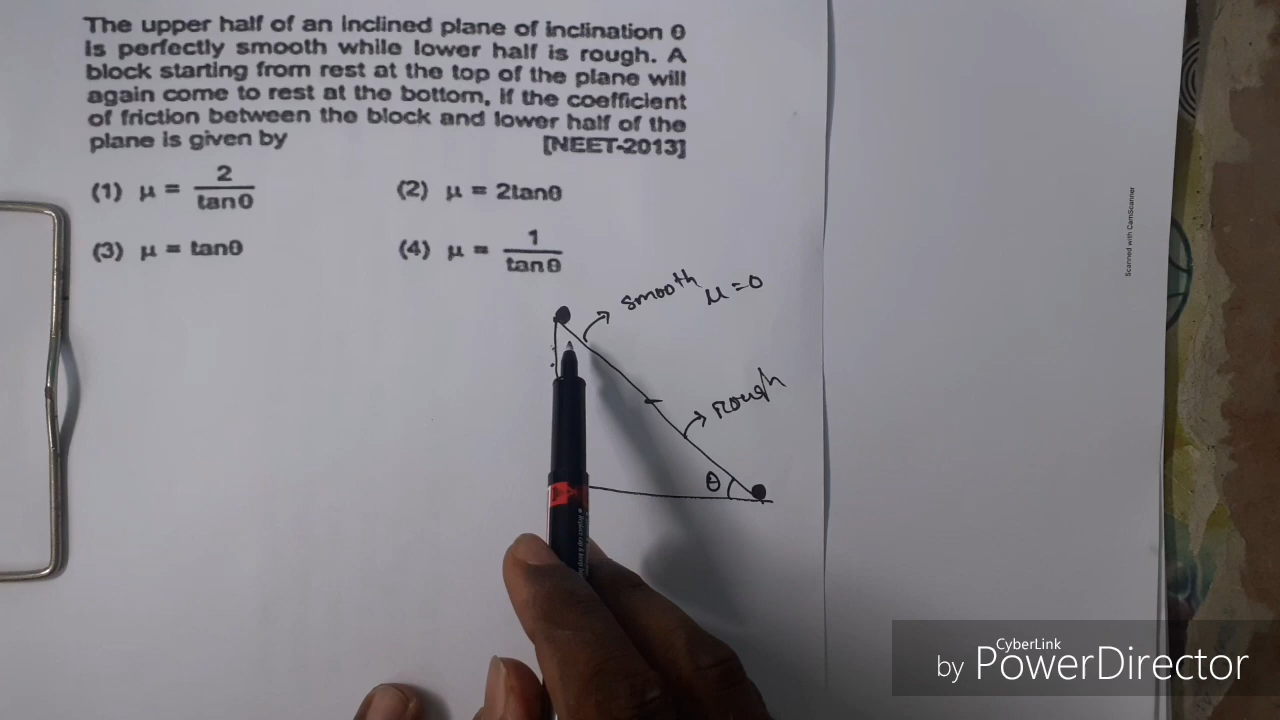 The upper half of an inclined plane of inclination θ
is perfectly smooth while lower half is rough. A
block starting from rest at the top of the plane will
again come to rest at the bottom, if the coefficient
of friction between the block and lower half of the
plane is given by [NEET-2013]
(1) μ = 2/tanθ (2) μ = 2tanθ
(3) μ = tanθ (4) μ = 1/tanθ
smooth μ=0
rough
θ
Scanned with CamScanner
CyberLink
by PowerDirector